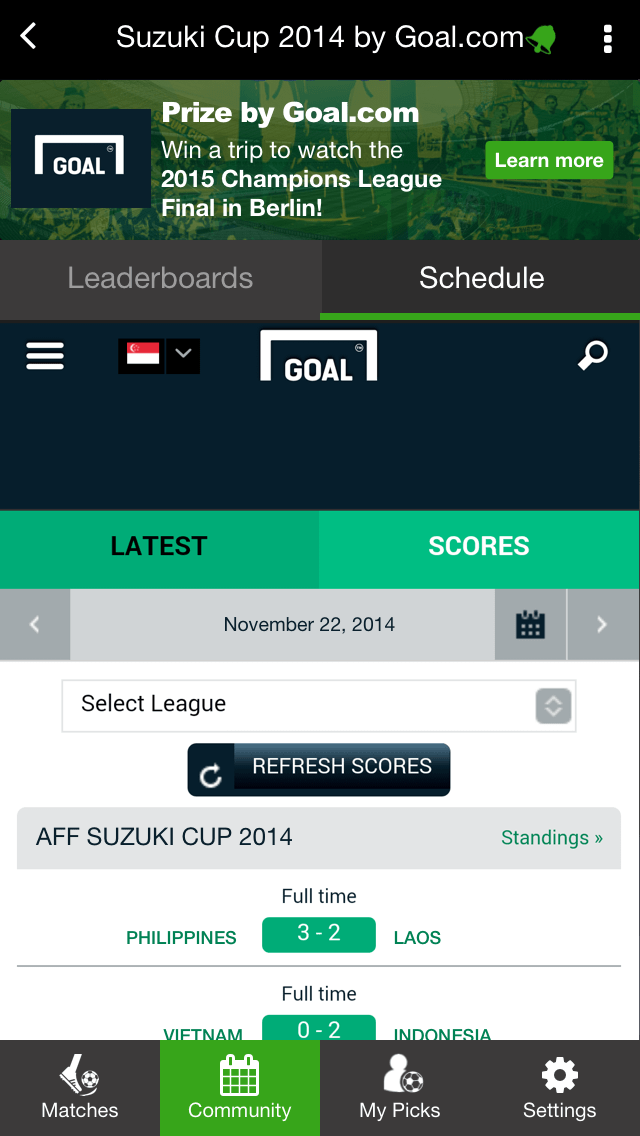 Suzuki Cup 2014 by Goal.com
GOAL
Prize by Goal.com
Win a trip to watch the
2015 Champions League
Final in Berlin!
Learn more
Leaderboards
Schedule
GOAL
LATEST
SCORES
November 22, 2014
Select League
REFRESH SCORES
AFF SUZUKI CUP 2014
Standings »
Full time
PHILIPPINES
3 - 2
LAOS
Full time
VIETNAM
0 - 2
INDONESIA
Matches
Community
My Picks
Settings